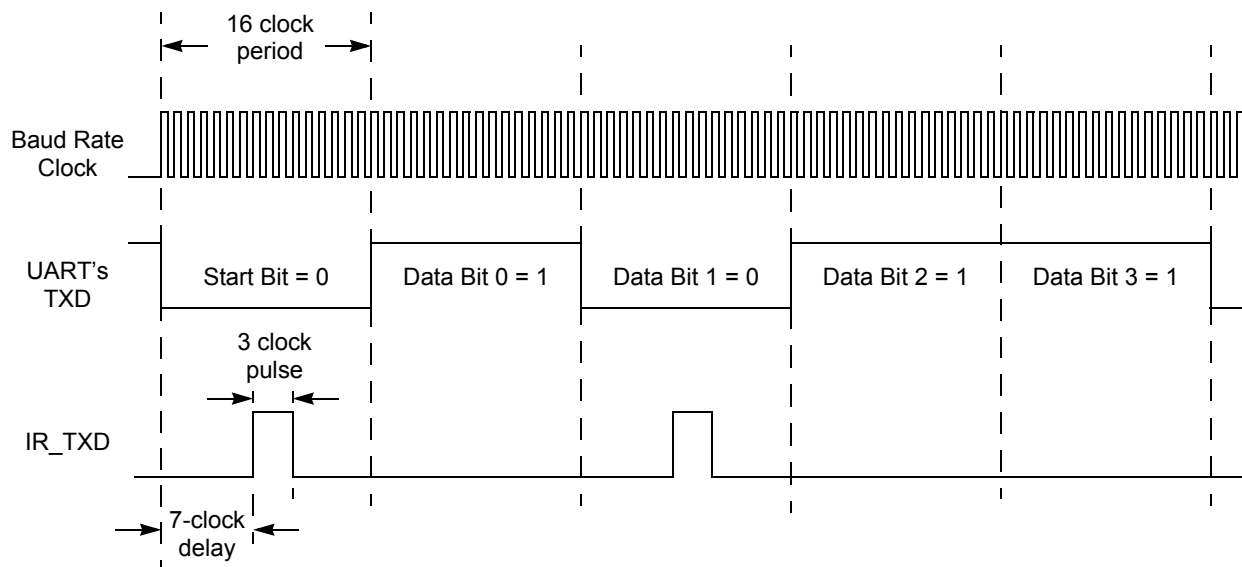 16 clock
period
Baud Rate
Clock
UART's
TXD
Start Bit = 0
Data Bit 0 = 1
Data Bit 1 = 0
Data Bit 2 = 1
Data Bit 3 = 1
3 clock
pulse
IR_TXD
7-clock
delay